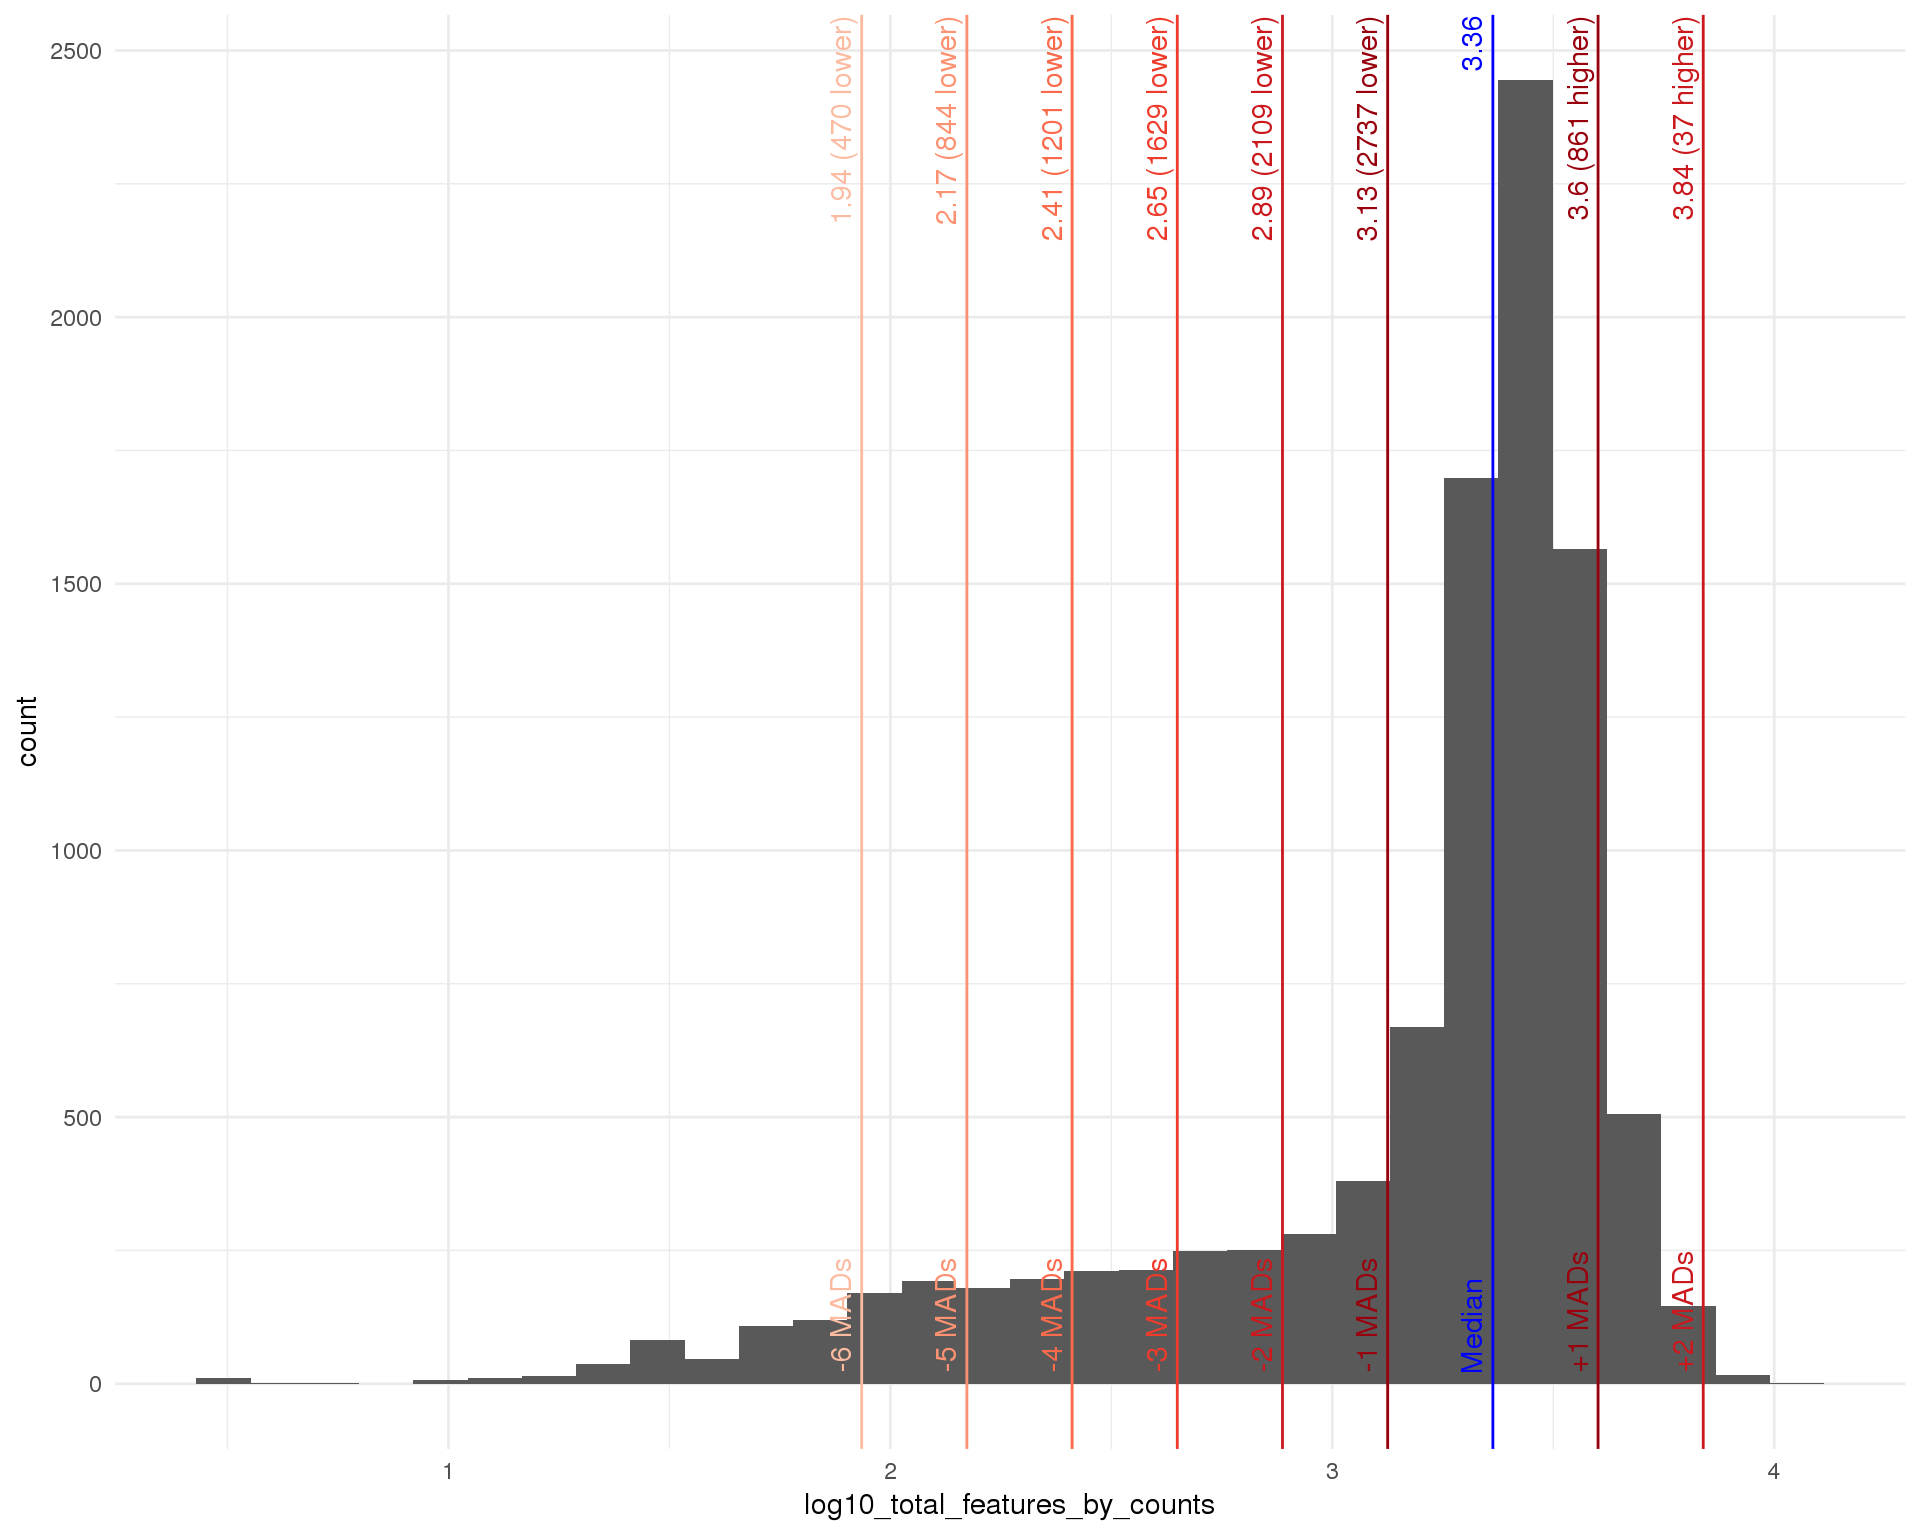 2500
2000
1500
1000
500
0
count
1.94 (470 lower)
2.17 (844 lower)
2.41 (1201 lower)
2.65 (1629 lower)
2.89 (2109 lower)
3.13 (2737 lower)
3.36
3.6 (861 higher)
3.84 (37 higher)
-6 MADs
-5 MADs
-4 MADs
-3 MADs
-2 MADs
-1 MADs
Median
+1 MADs
+2 MADs
1
2
3
4
log10_total_features_by_counts